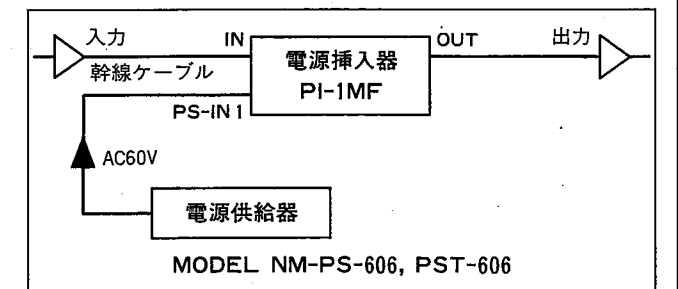 入力
IN
OUT
出力
電源挿入器
PI-1MF
幹線ケーブル
PS-IN 1
AC60V
電源供給器
MODEL NM-PS-606, PST-606